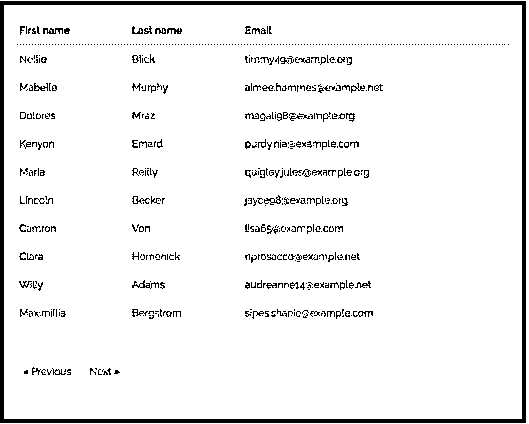 First name Last name Email
Nellie Blick timmy49@example.org
Mabelle Murphy aimee.hammes@example.net
Dolores Mraz magali98@example.org
Kenyon Emard purdy.nia@example.com
Maria Reilly quigley.jules@example.org
Lincoln Becker jayce98@example.org
Camron Von lisa65@example.com
Clara Homenick nprosacco@example.net
Willy Adams audreanne14@example.net
Maximillia Bergstrom sipes.shanie@example.com
◂ Previous Next ▸